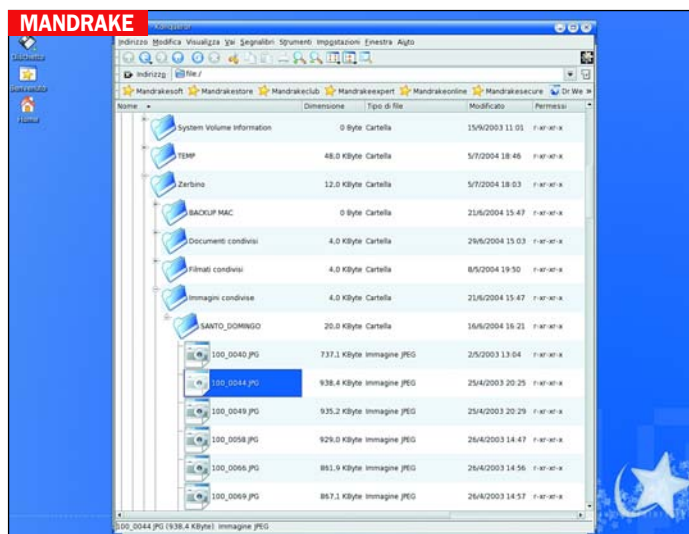 MANDRAKE
Konqueror
Indirizzo Modifica Visualizza Vai Segnalibri Strumenti Impostazioni Finestra Aiuto
Indirizzo file:/
Mandrakesoft Mandrakestore Mandrakeclub Mandrakeexpert Mandrakeonline Mandrakesecure Dr We »
Nome Dimensione Tipo di file Modificato Permessi
System Volume Information 0 Byte Cartella 15/9/2003 11:01 r-xr-xr-x
TEMP 48,0 KByte Cartella 5/7/2004 18:46 r-xr-xr-x
Zerbino 12,0 KByte Cartella 5/7/2004 18:03 r-xr-xr-x
BACKUP MAC 0 Byte Cartella 21/6/2004 15:47 r-xr-xr-x
Documenti condivisi 4,0 KByte Cartella 29/6/2004 15:03 r-xr-xr-x
Filmati condivisi 4,0 KByte Cartella 8/5/2004 19:50 r-xr-xr-x
Immagini condivise 4,0 KByte Cartella 21/6/2004 15:47 r-xr-xr-x
SANTO_DOMINGO 20,0 KByte Cartella 16/6/2004 16:21 r-xr-xr-x
100_0040.JPG 737,1 KByte Immagine JPEG 2/5/2003 13:04 r-xr-xr-x
100_0044.JPG 938,4 KByte Immagine JPEG 25/4/2003 20:25 r-xr-xr-x
100_0049.JPG 935,2 KByte Immagine JPEG 25/4/2003 20:29 r-xr-xr-x
100_0058.JPG 929,0 KByte Immagine JPEG 26/4/2003 14:47 r-xr-xr-x
100_0066.JPG 861,9 KByte Immagine JPEG 26/4/2003 14:56 r-xr-xr-x
100_0069.JPG 867,1 KByte Immagine JPEG 26/4/2003 14:57 r-xr-xr-x
100_0044.JPG (938,4 KByte) Immagine JPEG
Dischetto
Benvenuto
Home